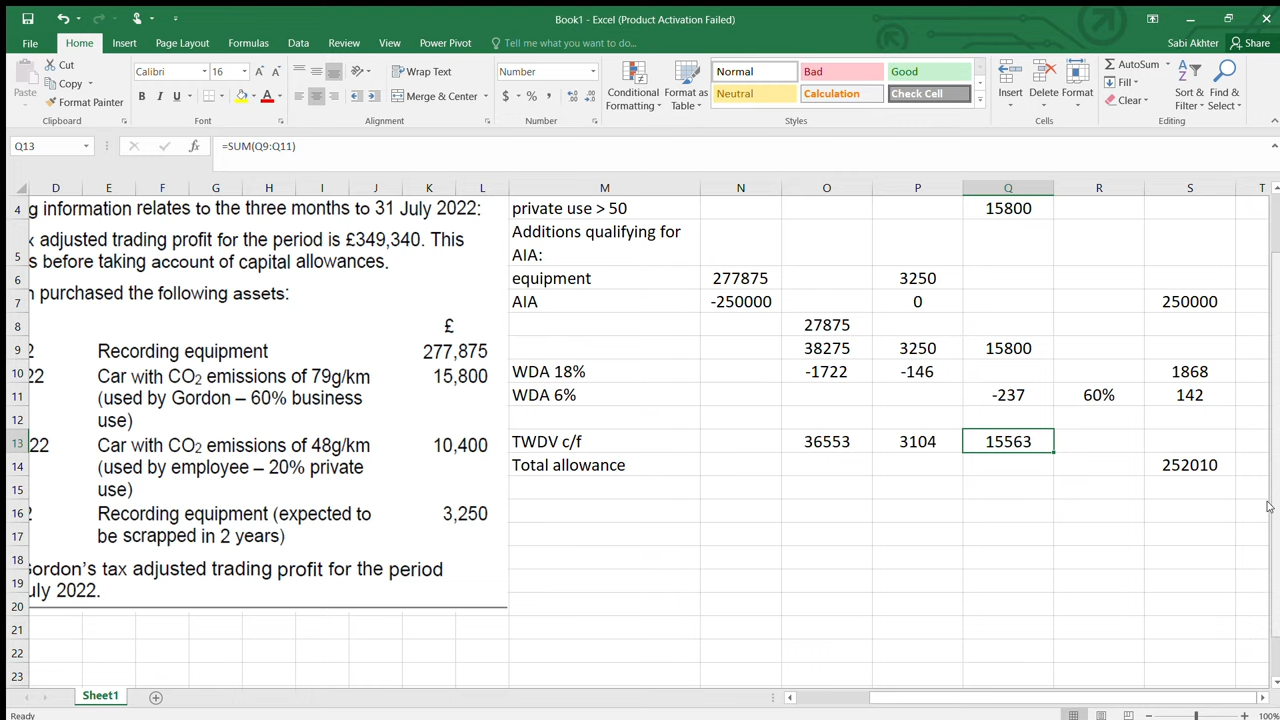 Book1 - Excel (Product Activation Failed)
File Home Insert Page Layout Formulas Data Review View Power Pivot Tell me what you want to do... Sabi Akhter Share
Paste
Cut
Copy
Format Painter
Clipboard
Calibri 16
B I U
Font
Wrap Text
Merge & Center
Alignment
Number
$ % ,
Number
Conditional Formatting
Format as Table
Normal Bad Good
Neutral Calculation Check Cell
Styles
Insert Delete Format
Cells
AutoSum
Fill
Clear
Sort & Filter
Find & Select
Editing
Q13 fx =SUM(Q9:Q11)
D E F G H I J K L M N O P Q R S T
4 g information relates to the three months to 31 July 2022: private use > 50 15800
x adjusted trading profit for the period is £349,340. This Additions qualifying for
5 s before taking account of capital allowances. AIA:
6 equipment 277875 3250
n purchased the following assets:
7 AIA -250000 0 250000
8 £ 27875
9 2 Recording equipment 277,875 38275 3250 15800
10 22 Car with CO2 emissions of 79g/km 15,800 WDA 18% -1722 -146 1868
11 (used by Gordon – 60% business WDA 6% -237 60% 142
12 use)
13 22 Car with CO2 emissions of 48g/km 10,400 TWDV c/f 36553 3104 15563
14 (used by employee – 20% private Total allowance 252010
15 use)
16 2 Recording equipment (expected to 3,250
17 be scrapped in 2 years)
18 Gordon's tax adjusted trading profit for the period
19 uly 2022.
20
21
22
23
Sheet1
Ready 100%